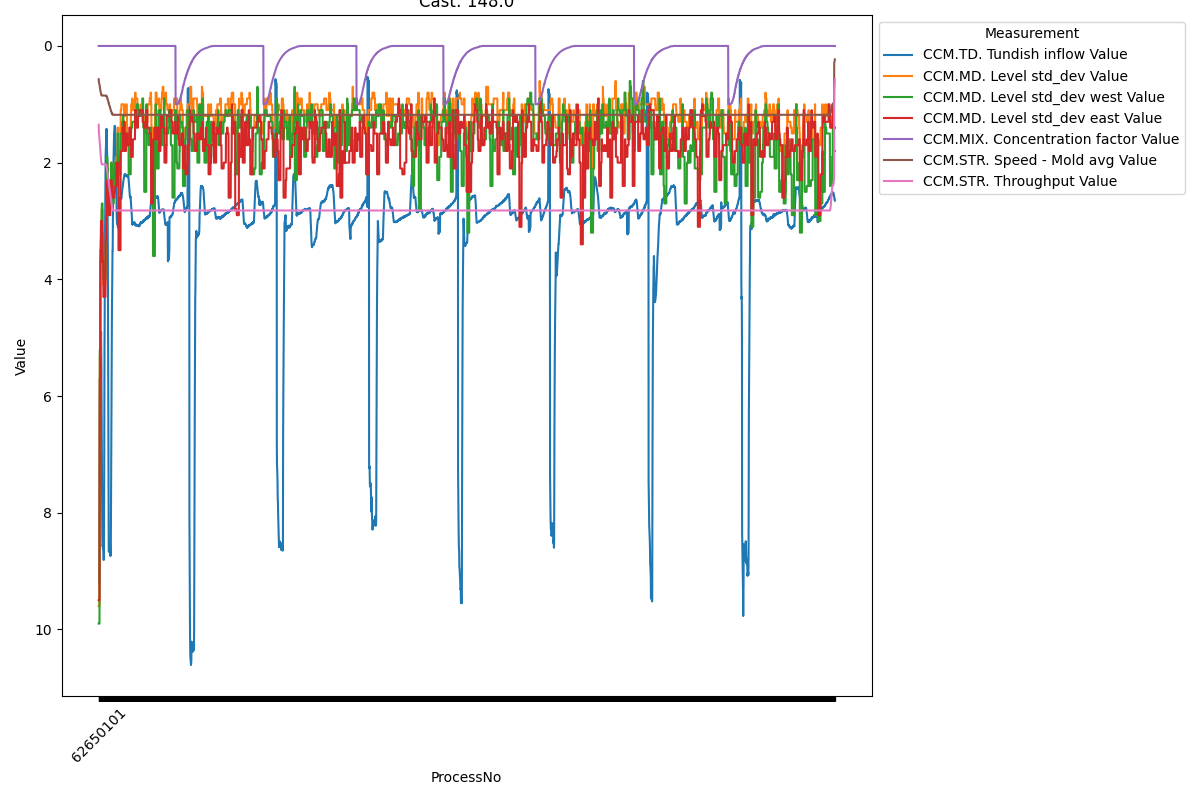 Cast: 148.0
Measurement
CCM.TD. Tundish inflow Value
CCM.MD. Level std_dev Value
CCM.MD. Level std_dev west Value
CCM.MD. Level std_dev east Value
CCM.MIX. Concentration factor Value
CCM.STR. Speed - Mold avg Value
CCM.STR. Throughput Value
0
2
4
6
8
10
Value
62650101
ProcessNo